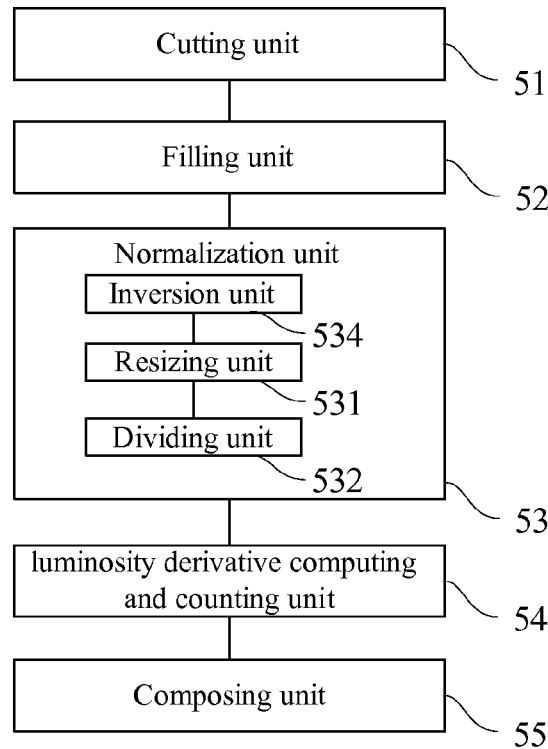 Cutting unit
51
Filling unit
52
Normalization unit
Inversion unit
534
Resizing unit
531
Dividing unit
532
53
luminosity derivative computing
and counting unit
54
Composing unit
55